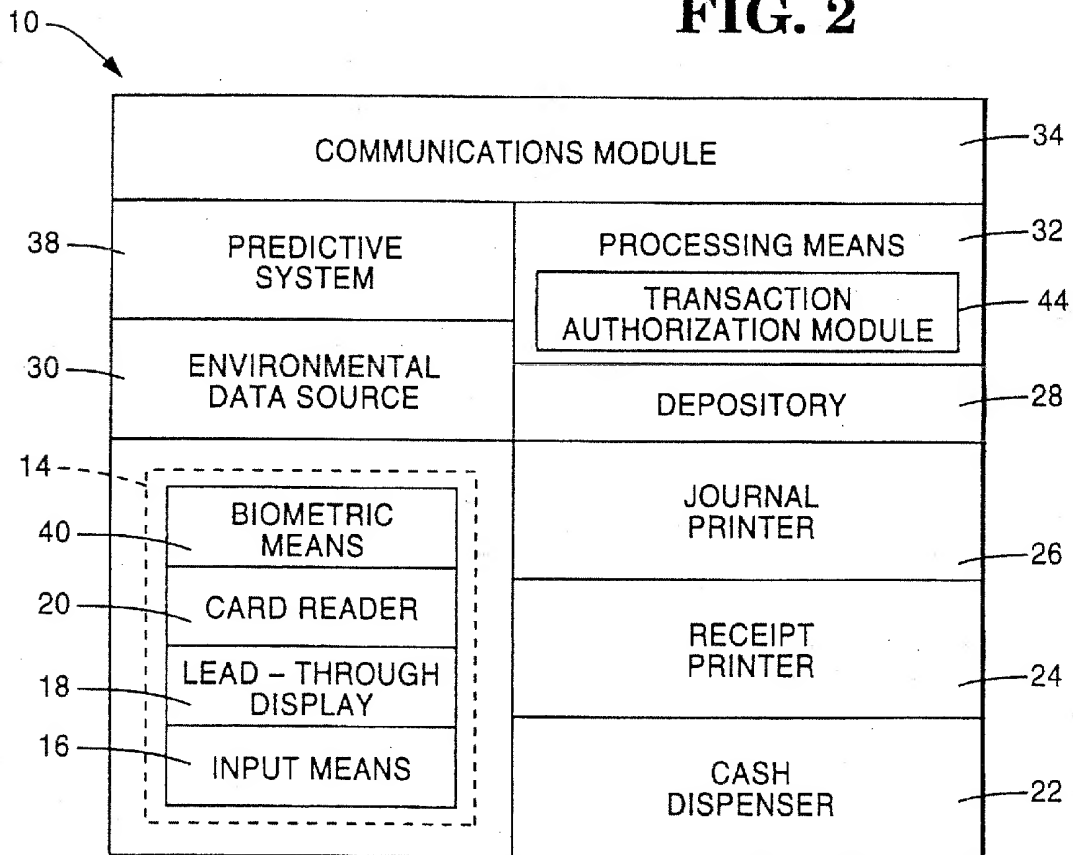 FIG. 2
10
COMMUNICATIONS MODULE
34
38
PREDICTIVE
SYSTEM
PROCESSING MEANS
32
TRANSACTION
AUTHORIZATION MODULE
44
30
ENVIRONMENTAL
DATA SOURCE
DEPOSITORY
28
14
BIOMETRIC
MEANS
40
JOURNAL
PRINTER
26
20
CARD READER
LEAD – THROUGH
DISPLAY
18
RECEIPT
PRINTER
24
16
INPUT MEANS
CASH
DISPENSER
22